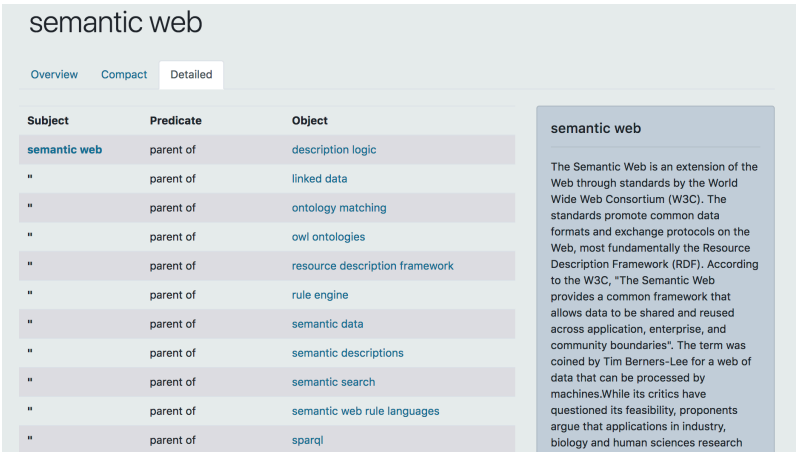 semantic web
Overview Compact Detailed
Subject Predicate Object
semantic web parent of description logic
" parent of linked data
" parent of ontology matching
" parent of owl ontologies
" parent of resource description framework
" parent of rule engine
" parent of semantic data
" parent of semantic descriptions
" parent of semantic search
" parent of semantic web rule languages
" parent of sparql
semantic web
The Semantic Web is an extension of the
Web through standards by the World
Wide Web Consortium (W3C). The
standards promote common data
formats and exchange protocols on the
Web, most fundamentally the Resource
Description Framework (RDF). According
to the W3C, "The Semantic Web
provides a common framework that
allows data to be shared and reused
across application, enterprise, and
community boundaries". The term was
coined by Tim Berners-Lee for a web of
data that can be processed by
machines.While its critics have
questioned its feasibility, proponents
argue that applications in industry,
biology and human sciences research